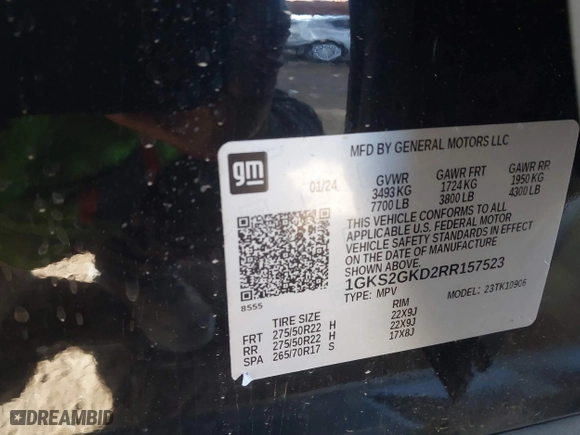 MFD BY GENERAL MOTORS LLC
gm
01/24
GVWR GAWR FRT GAWR RR
3493 KG 1724 KG 1950 KG
7700 LB 3800 LB 4300 LB
THIS VEHICLE CONFORMS TO ALL
APPLICABLE U.S. FEDERAL MOTOR
VEHICLE SAFETY STANDARDS IN EFFECT
ON THE DATE OF MANUFACTURE
SHOWN ABOVE.
1GKS2GKD2RR157523
TYPE: MPV MODEL: 23TK10906
8555
TIRE SIZE RIM
FRT 275/50R22 H 22X9J
RR 275/50R22 H 22X9J
SPA 265/70R17 S 17X8J
DREAMBID